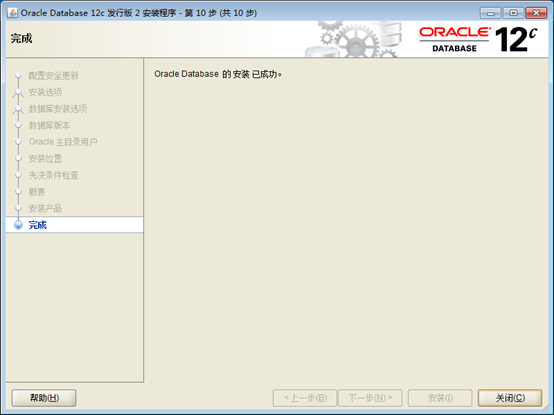 Oracle Database 12c 发行版 2 安装程序 - 第 10 步 (共 10 步)
完成
ORACLE
DATABASE
12c
配置安全更新
安装选项
数据库安装选项
数据库版本
Oracle 主目录用户
安装位置
先决条件检查
概要
安装产品
完成
Oracle Database 的 安装 已成功。
帮助(H)
< 上一步(B)
下一步(N) >
安装(I)
关闭(C)